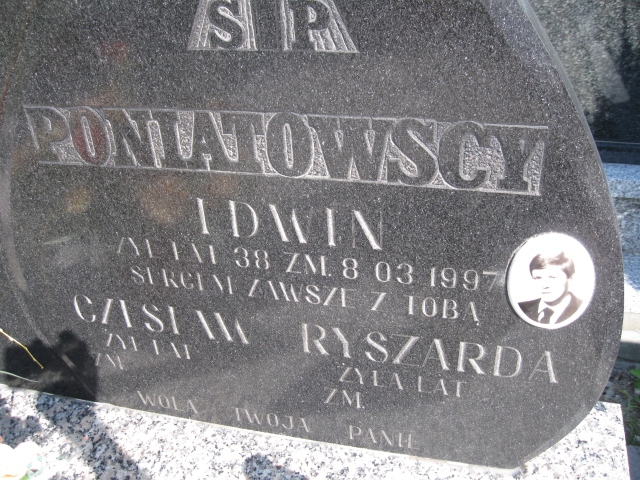 Ś P
PONIATOWSCY
EDWIN
ŻYŁ LAT 38 ZM. 8 03 1997
SERCEM ZAWSZE Z TOBĄ
CZESŁAW RYSZARDA
ŻYŁ LAT ŻYŁA LAT
ZM. ZM.
WOLA TWOJA PANIE